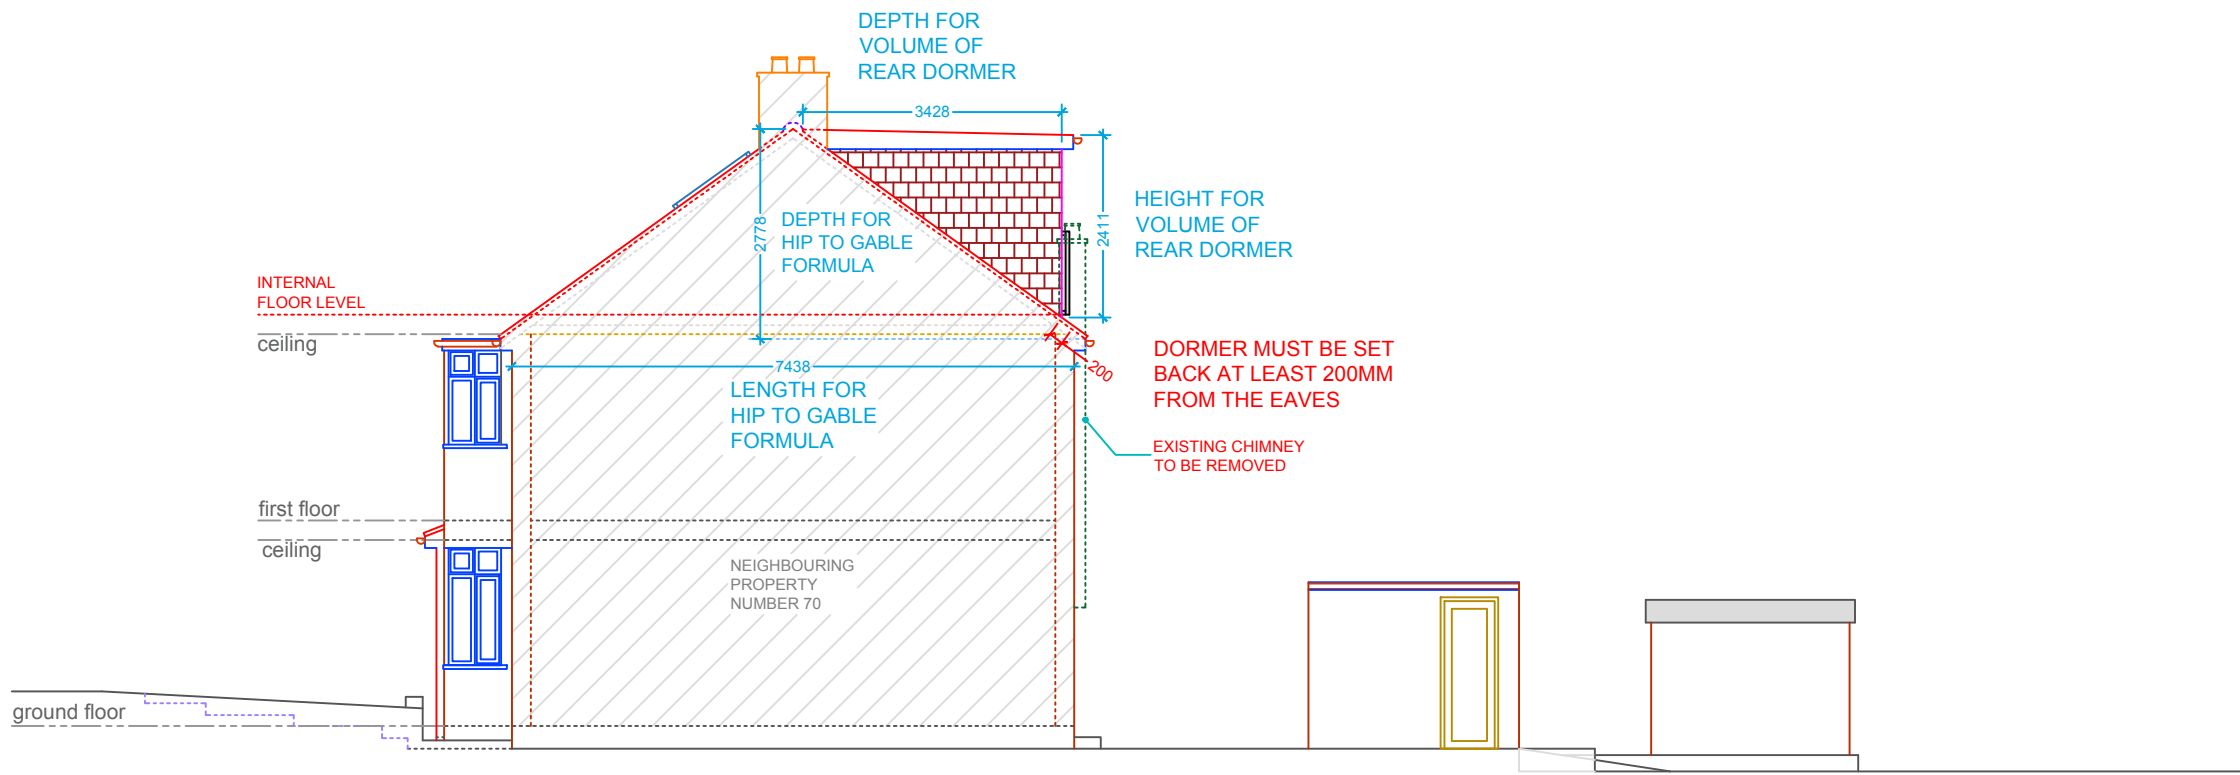 DEPTH FOR
VOLUME OF
REAR DORMER
3428
2778
DEPTH FOR
HIP TO GABLE
FORMULA
2411
HEIGHT FOR
VOLUME OF
REAR DORMER
INTERNAL
FLOOR LEVEL
ceiling
7438
LENGTH FOR
HIP TO GABLE
FORMULA
200
DORMER MUST BE SET
BACK AT LEAST 200MM
FROM THE EAVES
EXISTING CHIMNEY
TO BE REMOVED
first floor
ceiling
NEIGHBOURING
PROPERTY
NUMBER 70
ground floor